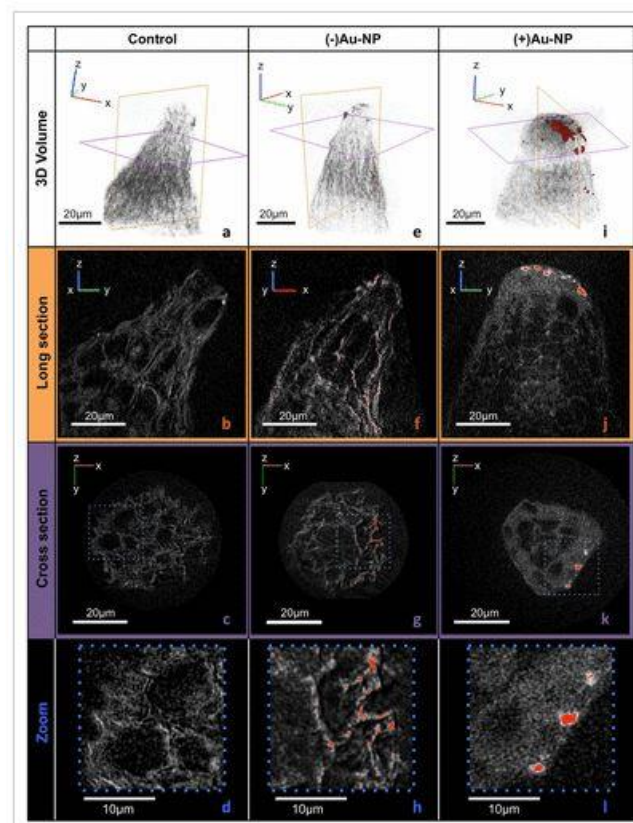 Control (-)Au-NP (+)Au-NP
3D Volume
z y x 20µm a
z x y 20µm e
z y x 20µm i
Long section
z x y 20µm b
z y x 20µm f
z x y 20µm j
Cross section
z x y 20µm c
z x y 20µm g
z x y 20µm k
Zoom
10µm d
10µm h
10µm l